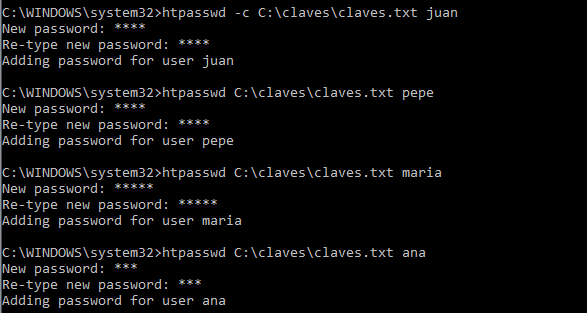 C:\WINDOWS\system32>htpasswd -c C:\claves\claves.txt juan
New password: ****
Re-type new password: ****
Adding password for user juan
C:\WINDOWS\system32>htpasswd C:\claves\claves.txt pepe
New password: ****
Re-type new password: ****
Adding password for user pepe
C:\WINDOWS\system32>htpasswd C:\claves\claves.txt maria
New password: *****
Re-type new password: *****
Adding password for user maria
C:\WINDOWS\system32>htpasswd C:\claves\claves.txt ana
New password: ***
Re-type new password: ***
Adding password for user ana